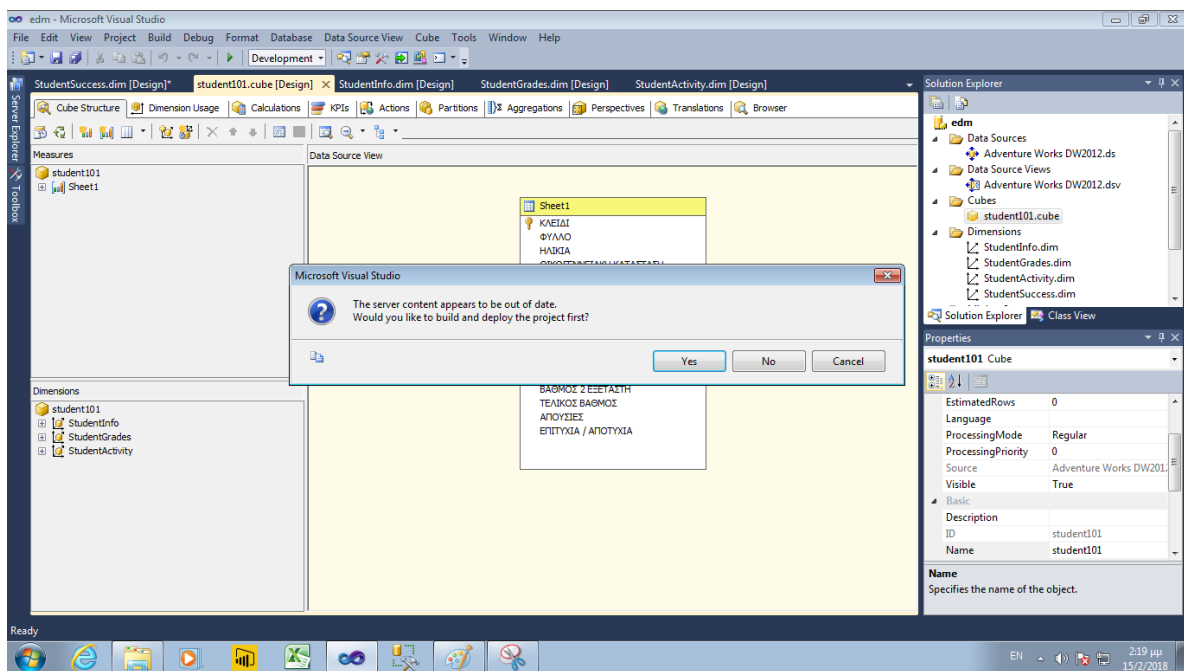 edm - Microsoft Visual Studio
File Edit View Project Build Debug Format Database Data Source View Cube Tools Window Help
Development
StudentSuccess.dim [Design]* student101.cube [Design] StudentInfo.dim [Design] StudentGrades.dim [Design] StudentActivity.dim [Design]
Cube Structure Dimension Usage Calculations KPIs Actions Partitions Aggregations Perspectives Translations Browser
Server Explorer
Toolbox
Measures
student101
Sheet1
Dimensions
student101
StudentInfo
StudentGrades
StudentActivity
Data Source View
Sheet1
ΚΛΕΙΔΙ
ΦΥΛΛΟ
ΗΛΙΚΙΑ
ΒΑΘΜΟΣ 2 ΕΞΕΤΑΣΤΗ
ΤΕΛΙΚΟΣ ΒΑΘΜΟΣ
ΑΠΟΥΣΙΕΣ
ΕΠΙΤΥΧΙΑ / ΑΠΟΤΥΧΙΑ
Microsoft Visual Studio
The server content appears to be out of date.
Would you like to build and deploy the project first?
Yes No Cancel
Solution Explorer
edm
Data Sources
Adventure Works DW2012.ds
Data Source Views
Adventure Works DW2012.dsv
Cubes
student101.cube
Dimensions
StudentInfo.dim
StudentGrades.dim
StudentActivity.dim
StudentSuccess.dim
Solution Explorer Class View
Properties
student101 Cube
EstimatedRows 0
Language
ProcessingMode Regular
ProcessingPriority 0
Source Adventure Works DW201
Visible True
Basic
Description
ID student101
Name student101
Name
Specifies the name of the object.
Ready
EN 2:19 μμ
15/2/2018